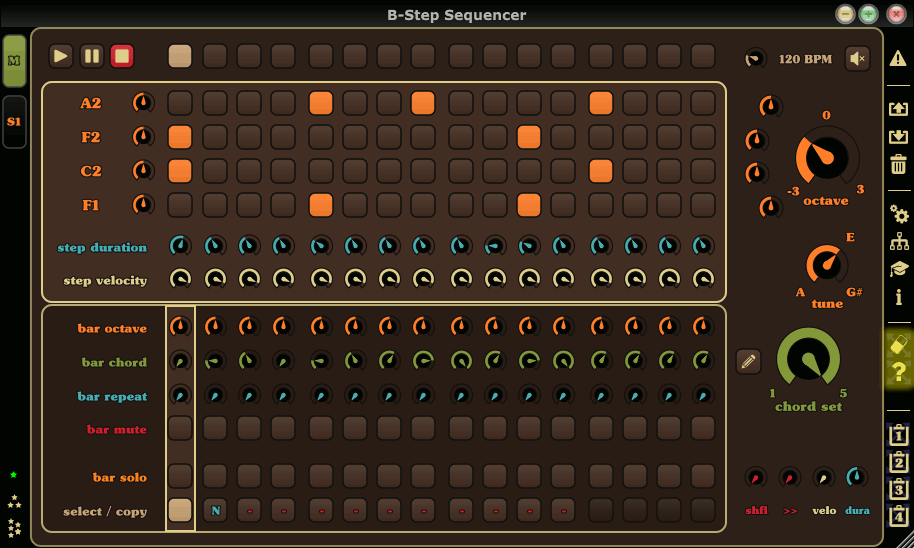 B-Step Sequencer
M
120 BPM
A2
S1
F2
0
C2
-3 3
octave
F1
step duration
E
step velocity
A G#
tune
bar octave
bar chord
?
bar repeat
1 5
chord set
bar mute
1
2
bar solo
3
select / copy N - - - - - - - - - -
shfl >> velo dura
4